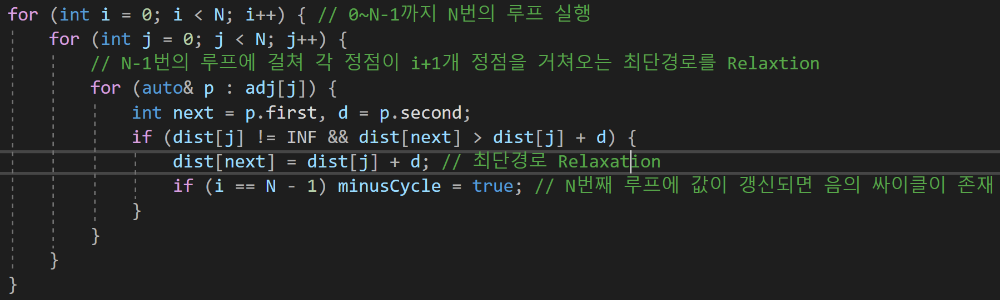 for (int i = 0; i < N; i++) { // 0~N-1까지 N번의 루프 실행
for (int j = 0; j < N; j++) {
// N-1번의 루프에 걸쳐 각 정점이 i+1개 정점을 거쳐오는 최단경로를 Relaxtion
for (auto& p : adj[j]) {
int next = p.first, d = p.second;
if (dist[j] != INF && dist[next] > dist[j] + d) {
dist[next] = dist[j] + d; // 최단경로 Relaxation
if (i == N - 1) minusCycle = true; // N번째 루프에 값이 갱신되면 음의 싸이클이 존재
}
}
}
}